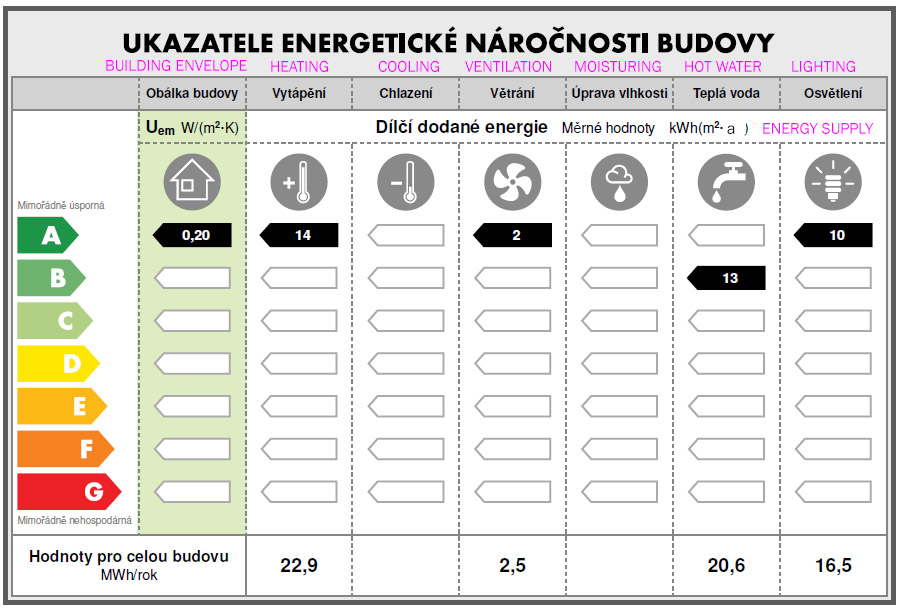 UKAZATELE ENERGETICKÉ NÁROČNOSTI BUDOVY
BUILDING ENVELOPE HEATING COOLING VENTILATION MOISTURING HOT WATER LIGHTING
Obálka budovy Vytápění Chlazení Větrání Úprava vlhkosti Teplá voda Osvětlení
Uem W/(m²·K) Dílčí dodané energie Měrné hodnoty kWh(m²· a ) ENERGY SUPPLY
Mimořádně úsporná
A 0,20 14 2 10
B 13
C
D
E
F
G
Mimořádně nehospodárná
Hodnoty pro celou budovu
MWh/rok 22,9 2,5 20,6 16,5